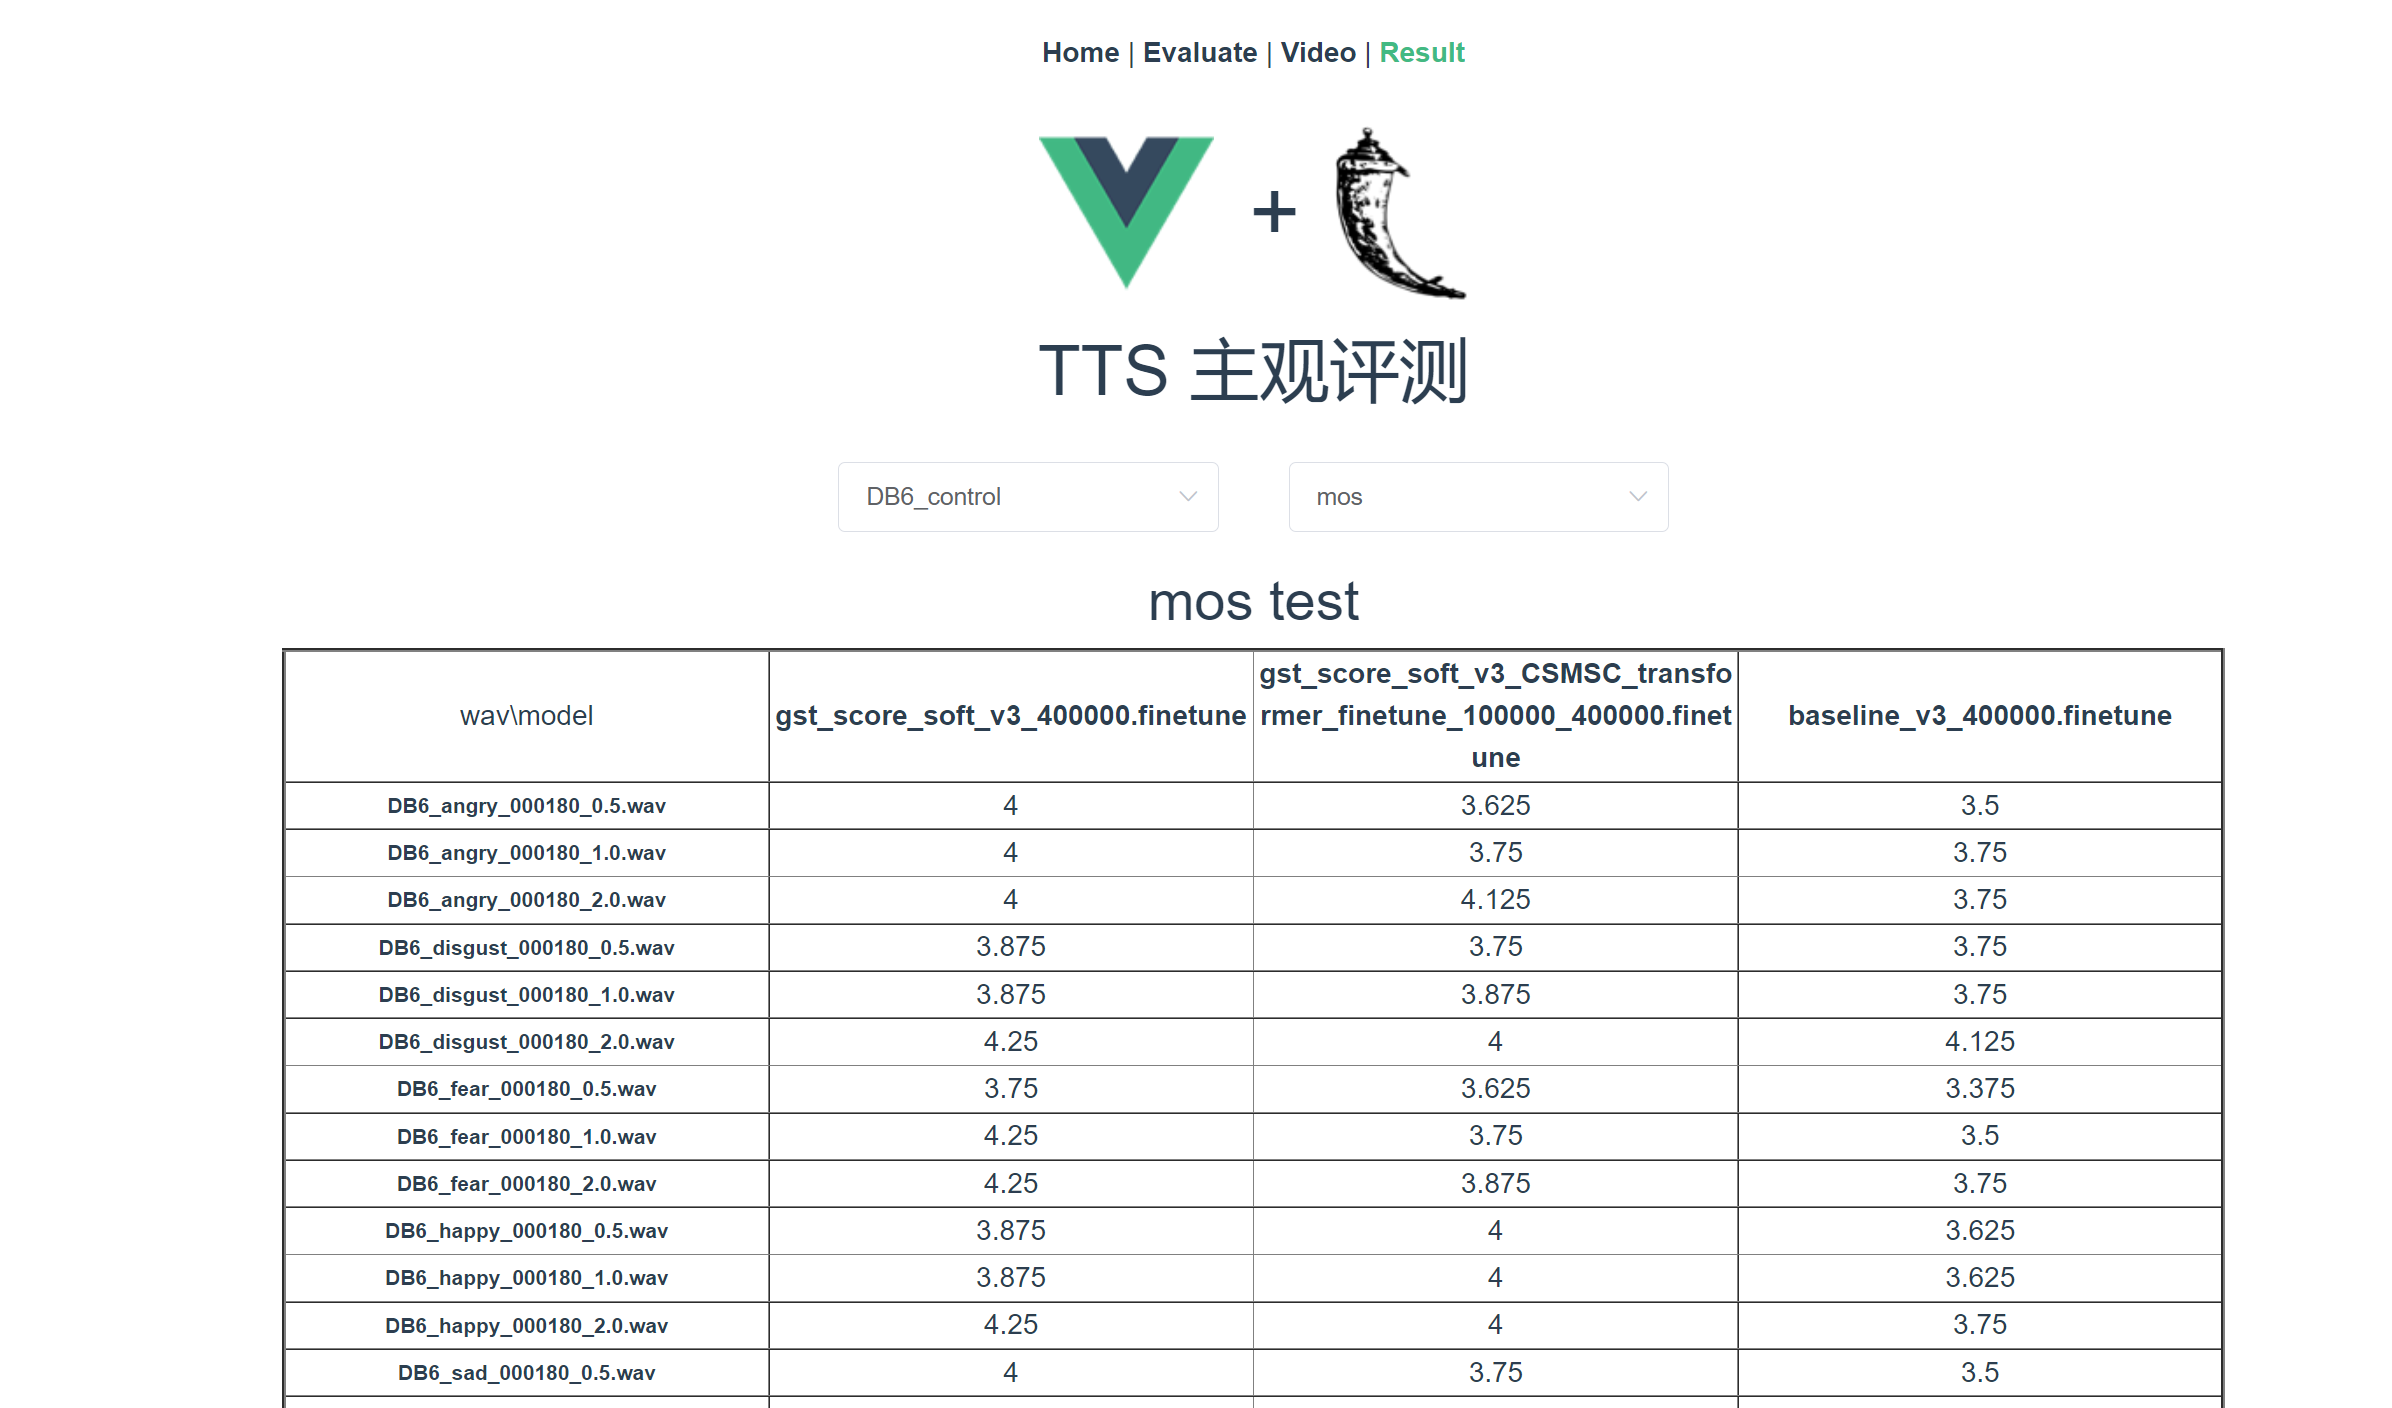 Home | Evaluate | Video | Result
+
TTS 主观评测
DB6_control mos
mos test
wav\model gst_score_soft_v3_400000.finetune gst_score_soft_v3_CSMSC_transfo
rmer_finetune_100000_400000.finet
une baseline_v3_400000.finetune
DB6_angry_000180_0.5.wav 4 3.625 3.5
DB6_angry_000180_1.0.wav 4 3.75 3.75
DB6_angry_000180_2.0.wav 4 4.125 3.75
DB6_disgust_000180_0.5.wav 3.875 3.75 3.75
DB6_disgust_000180_1.0.wav 3.875 3.875 3.75
DB6_disgust_000180_2.0.wav 4.25 4 4.125
DB6_fear_000180_0.5.wav 3.75 3.625 3.375
DB6_fear_000180_1.0.wav 4.25 3.75 3.5
DB6_fear_000180_2.0.wav 4.25 3.875 3.75
DB6_happy_000180_0.5.wav 3.875 4 3.625
DB6_happy_000180_1.0.wav 3.875 4 3.625
DB6_happy_000180_2.0.wav 4.25 4 3.75
DB6_sad_000180_0.5.wav 4 3.75 3.5